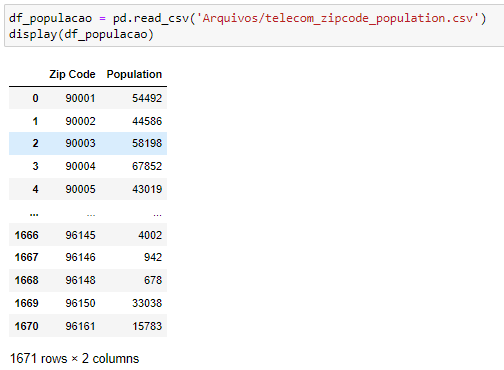 df_populacao = pd.read_csv('Arquivos/telecom_zipcode_population.csv')
display(df_populacao)
Zip Code Population
0 90001 54492
1 90002 44586
2 90003 58198
3 90004 67852
4 90005 43019
... ... ...
1666 96145 4002
1667 96146 942
1668 96148 678
1669 96150 33038
1670 96161 15783
1671 rows × 2 columns